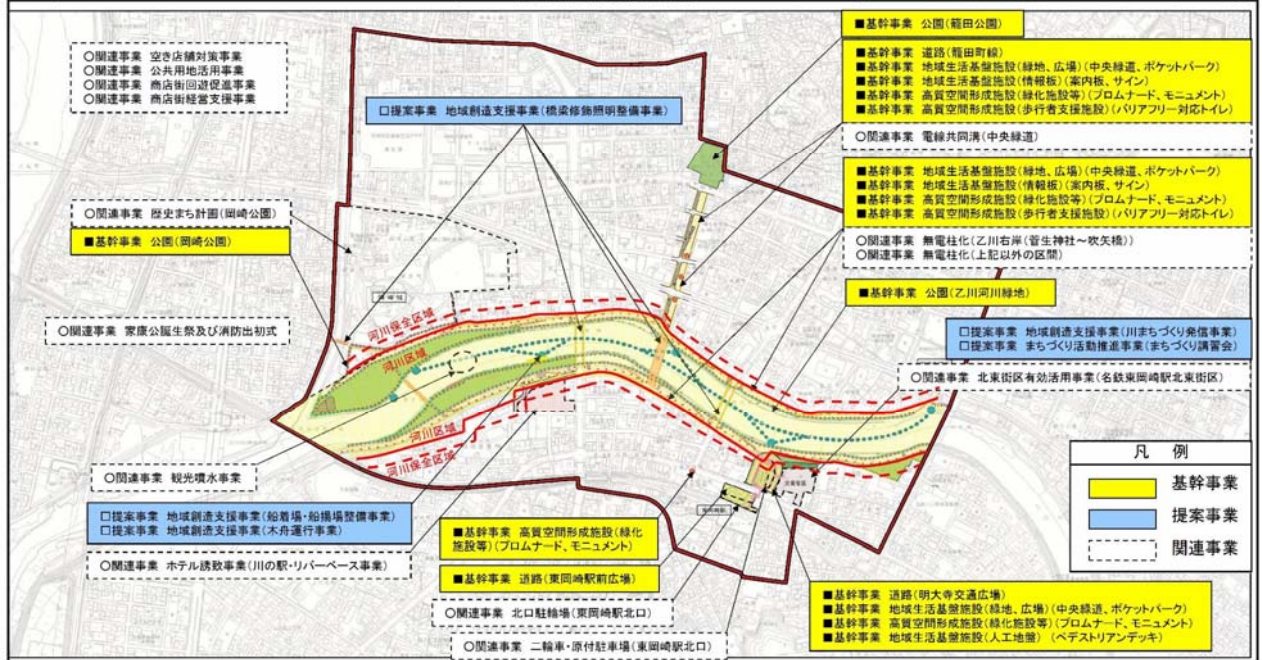 ○関連事業 空き店舗対策事業
○関連事業 公共用地活用事業
○関連事業 商店街回遊促進事業
○関連事業 商店街経営支援事業
□提案事業 地域創造支援事業(橋梁修飾照明整備事業)
■基幹事業 公園(籠田公園)
■基幹事業 道路(籠田町線)
■基幹事業 地域生活基盤施設(緑地、広場)(中央緑道、ポケットパーク)
■基幹事業 地域生活基盤施設(情報板)(案内板、サイン)
■基幹事業 高質空間形成施設(緑化施設等)(プロムナード、モニュメント)
■基幹事業 高質空間形成施設(歩行者支援施設)(バリアフリー対応トイレ)
○関連事業 電線共同溝(中央緑道)
■基幹事業 地域生活基盤施設(緑地、広場)(中央緑道、ポケットパーク)
■基幹事業 地域生活基盤施設(情報板)(案内板、サイン)
■基幹事業 高質空間形成施設(緑化施設等)(プロムナード、モニュメント)
■基幹事業 高質空間形成施設(歩行者支援施設)(バリアフリー対応トイレ)
○関連事業 無電柱化(乙川右岸(菅生神社~吹矢橋))
○関連事業 無電柱化(上記以外の区間)
■基幹事業 公園(乙川河川緑地)
□提案事業 地域創造支援事業(川まちづくり発信事業)
□提案事業 まちづくり活動推進事業(まちづくり講習会)
○関連事業 北東街区有効活用事業(名鉄東岡崎駅北東街区)
○関連事業 歴史まち計画(岡崎公園)
■基幹事業 公園(岡崎公園)
○関連事業 家康公誕生祭及び消防出初式
河川保全区域
河川区域
河川区域
河川保全区域
○関連事業 観光噴水事業
□提案事業 地域創造支援事業(船着場・船揚場整備事業)
□提案事業 地域創造支援事業(木舟運行事業)
○関連事業 ホテル誘致事業(川の駅・リバーベース事業)
■基幹事業 高質空間形成施設(緑化
施設等)(プロムナード、モニュメント)
■基幹事業 道路(東岡崎駅前広場)
○関連事業 北口駐輪場(東岡崎駅北口)
○関連事業 二輪車・原付駐車場(東岡崎駅北口)
■基幹事業 道路(明大寺交通広場)
■基幹事業 地域生活基盤施設(緑地、広場)(中央緑道、ポケットパーク)
■基幹事業 高質空間形成施設(緑化施設等)(プロムナード、モニュメント)
■基幹事業 地域生活基盤施設(人工地盤)(ペデストリアンデッキ)
凡 例
基幹事業
提案事業
関連事業